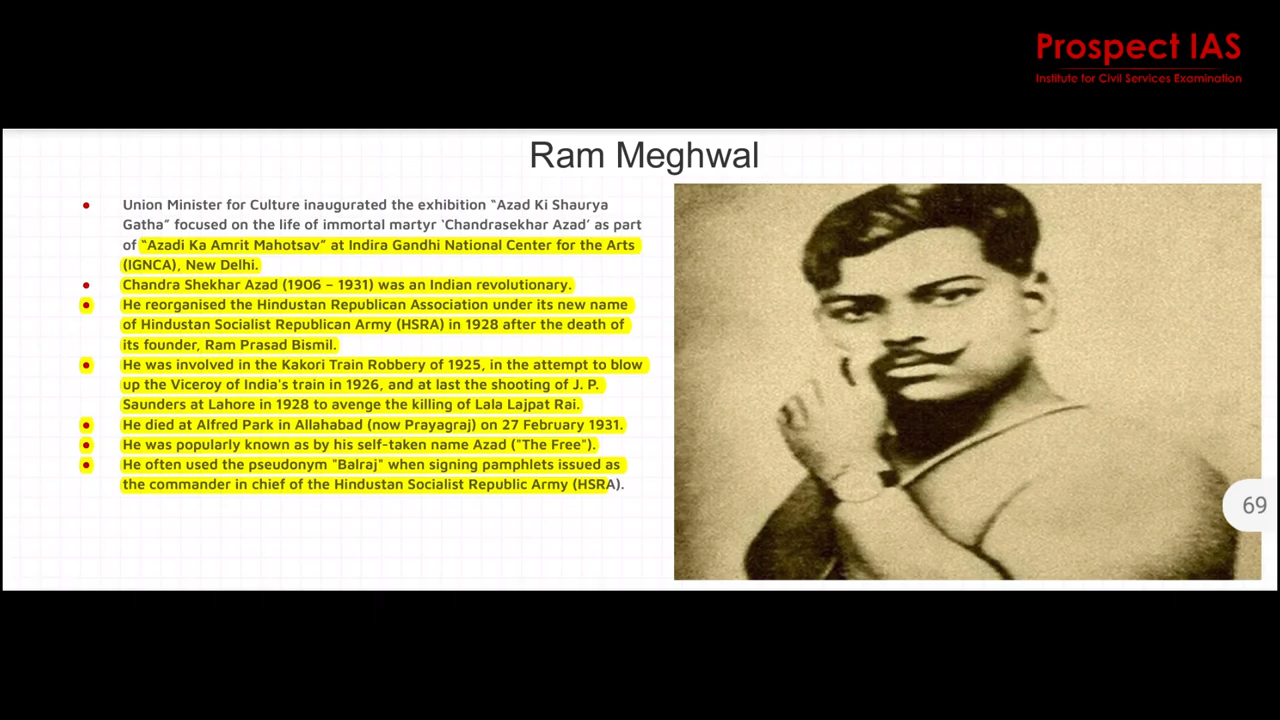 Prospect IAS
Institute for Civil Services Examination
Ram Meghwal
Union Minister for Culture inaugurated the exhibition “Azad Ki Shaurya
Gatha” focused on the life of immortal martyr ‘Chandrasekhar Azad’ as part
of “Azadi Ka Amrit Mahotsav” at Indira Gandhi National Center for the Arts
(IGNCA), New Delhi.
Chandra Shekhar Azad (1906 – 1931) was an Indian revolutionary.
He reorganised the Hindustan Republican Association under its new name
of Hindustan Socialist Republican Army (HSRA) in 1928 after the death of
its founder, Ram Prasad Bismil.
He was involved in the Kakori Train Robbery of 1925, in the attempt to blow
up the Viceroy of India's train in 1926, and at last the shooting of J. P.
Saunders at Lahore in 1928 to avenge the killing of Lala Lajpat Rai.
He died at Alfred Park in Allahabad (now Prayagraj) on 27 February 1931.
He was popularly known as by his self-taken name Azad ("The Free").
He often used the pseudonym "Balraj" when signing pamphlets issued as
the commander in chief of the Hindustan Socialist Republic Army (HSRA).
69